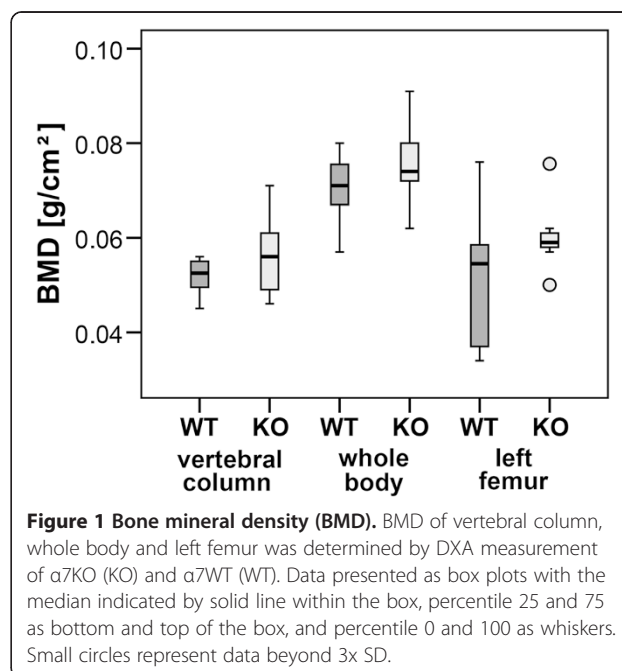 0.10
0.08
0.06
0.04
BMD [g/cm²]
WT KO WT KO WT KO
vertebral whole left
column body femur
Figure 1 Bone mineral density (BMD). BMD of vertebral column,
whole body and left femur was determined by DXA measurement
of α7KO (KO) and α7WT (WT). Data presented as box plots with the
median indicated by solid line within the box, percentile 25 and 75
as bottom and top of the box, and percentile 0 and 100 as whiskers.
Small circles represent data beyond 3x SD.